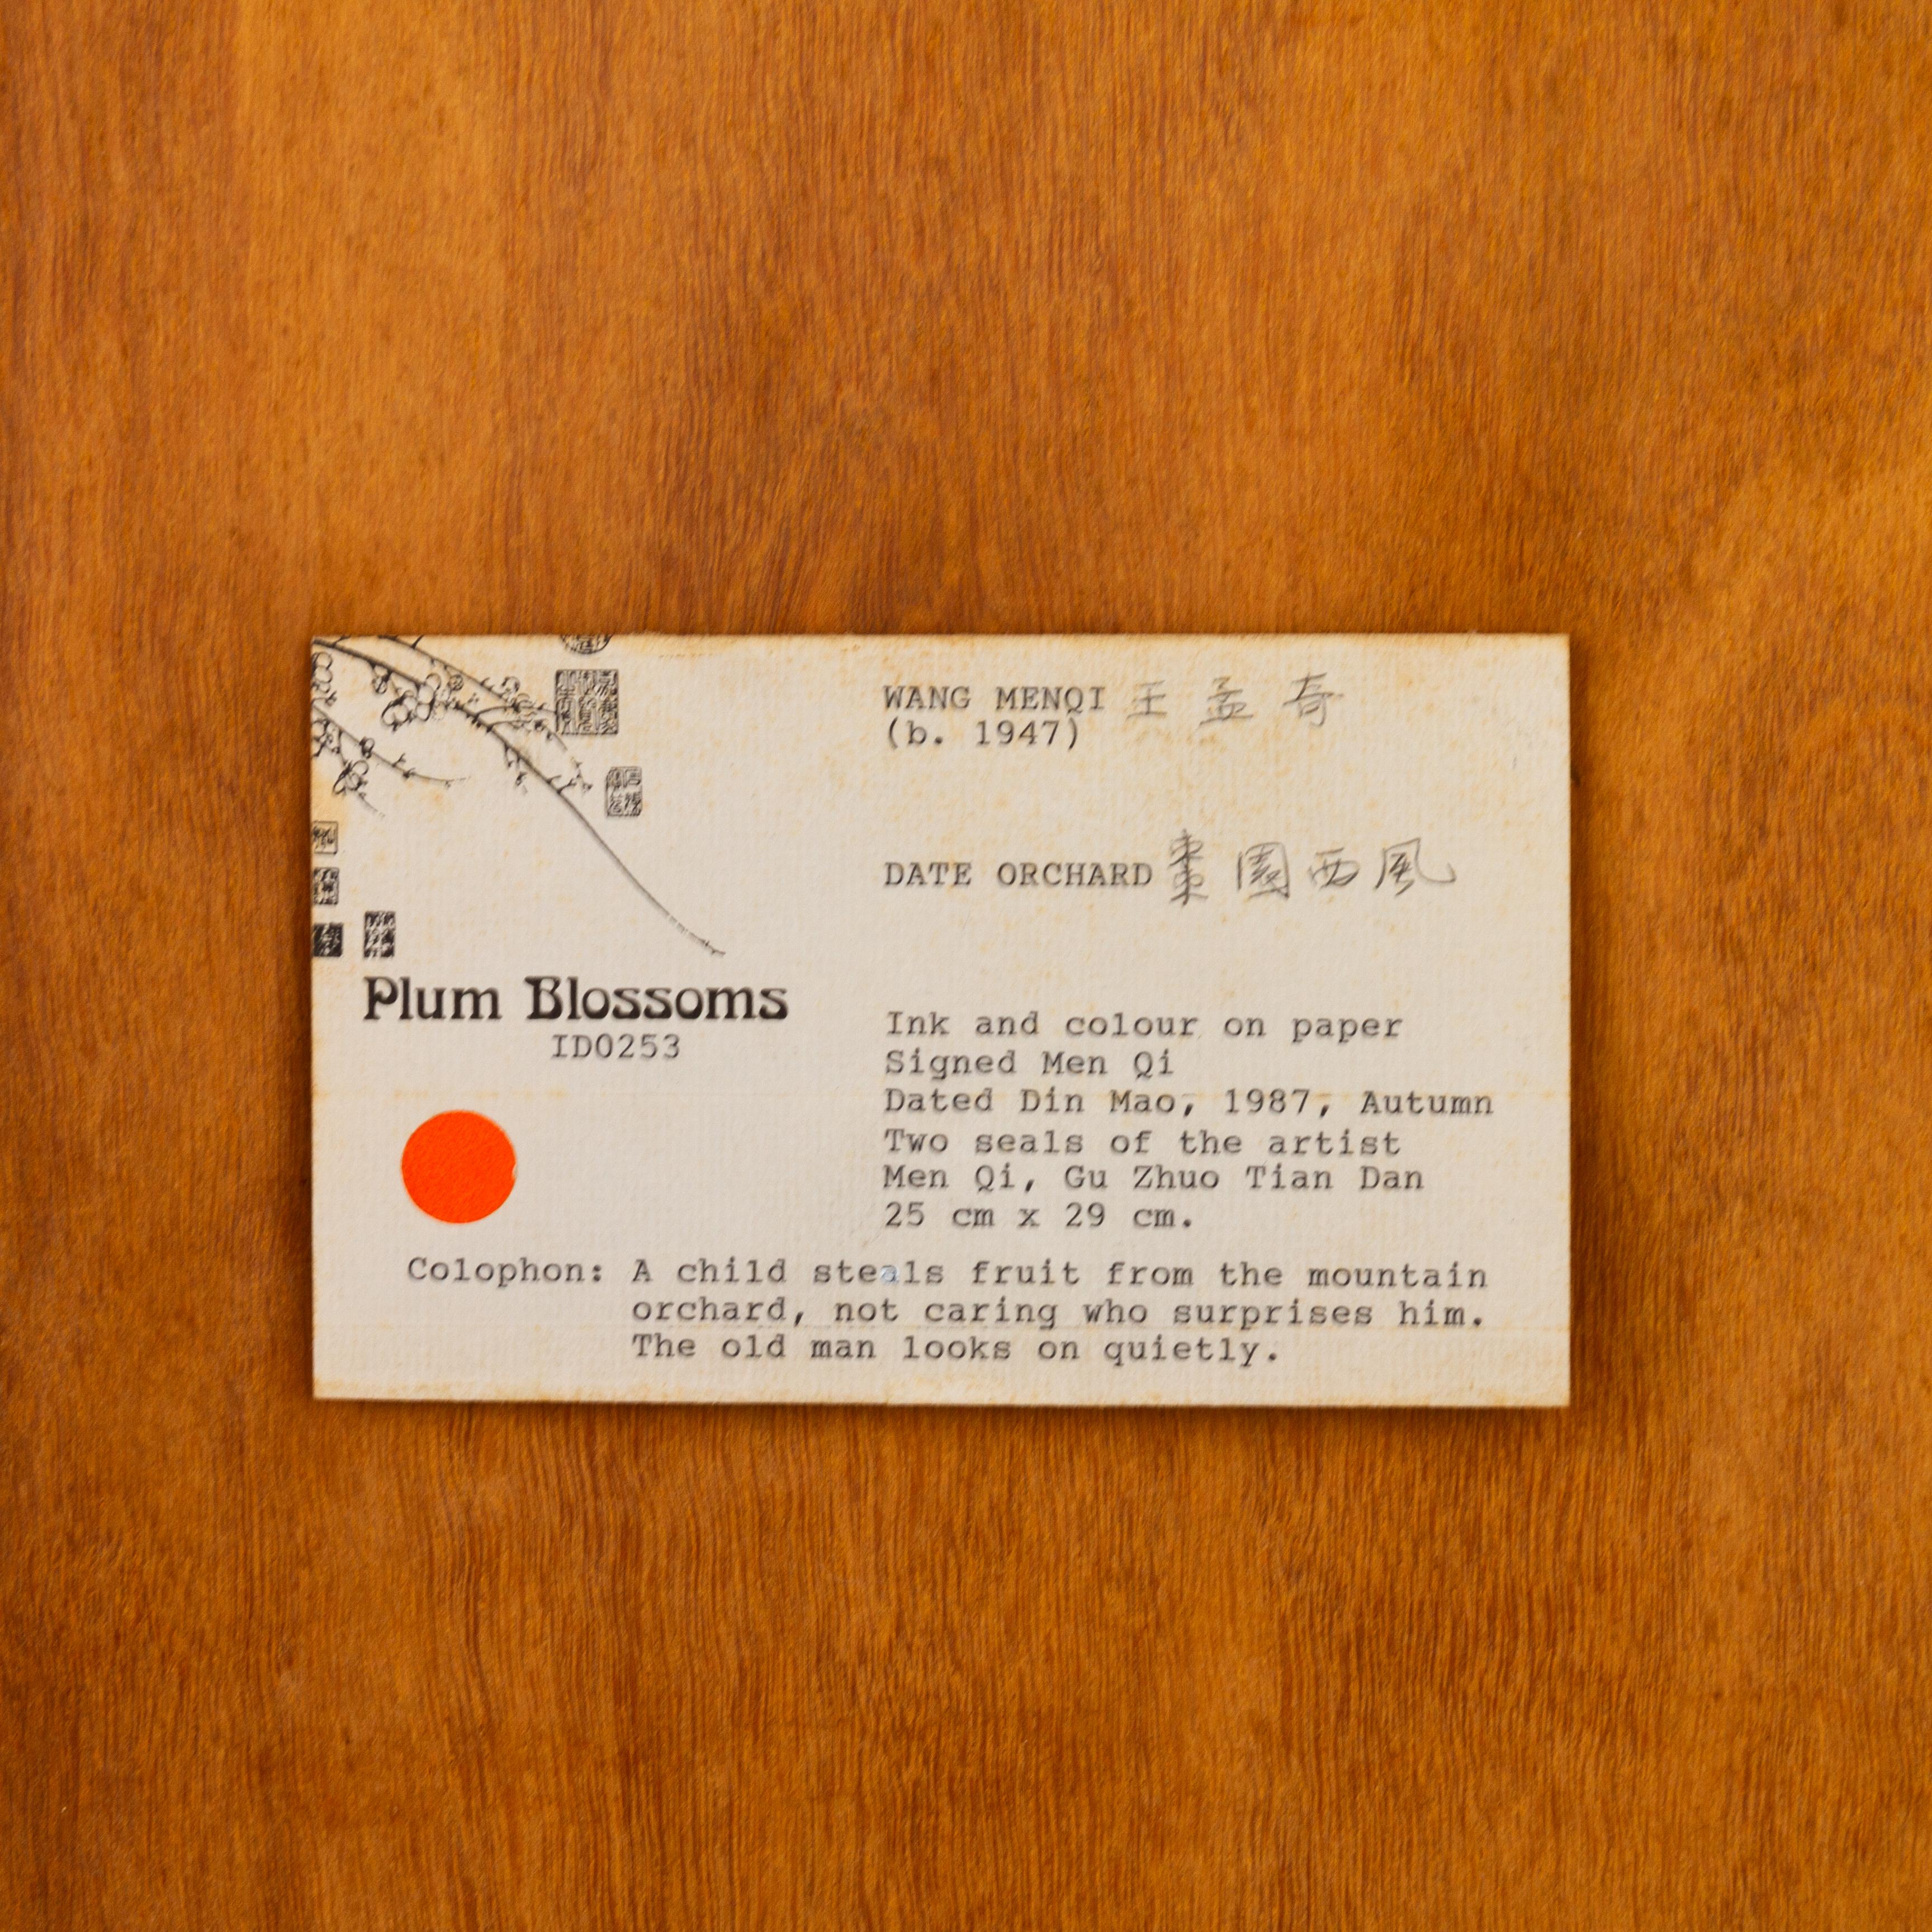 WANG MENQI 王孟奇
(b. 1947)
DATE ORCHARD 棗園西風
Plum Blossoms
ID0253
Ink and colour on paper
Signed Men Qi
Dated Din Mao, 1987, Autumn
Two seals of the artist
Men Qi, Gu Zhuo Tian Dan
25 cm x 29 cm.
Colophon: A child steals fruit from the mountain
orchard, not caring who surprises him.
The old man looks on quietly.